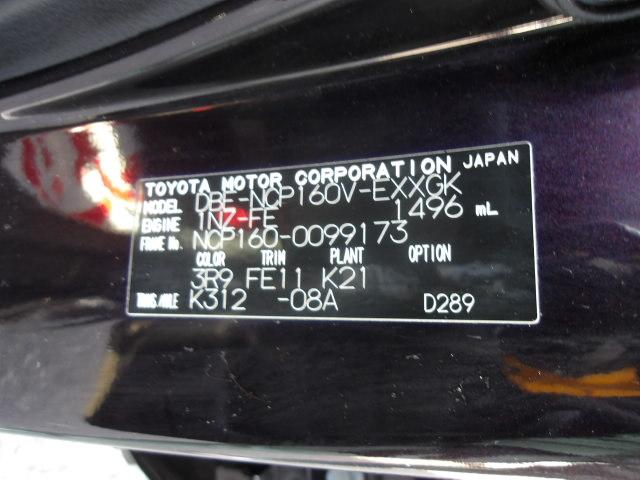 TOYOTA MOTOR CORPORATION JAPAN
MODEL DBE-NCP160V-EXXGK
ENGINE 1NZ-FE 1496 mL
FRAME No. NCP160-0099173
COLOR TRIM PLANT OPTION
3R9 FE11 K21
TRANS./AXLE K312 -08A D289